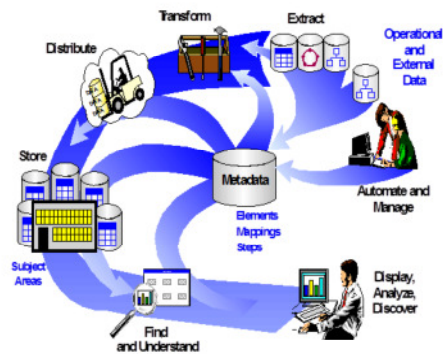 Transform
Extract
Distribute
Operational
and
External
Data
Store
Metadata
Automate and
Manage
Elements
Mappings
Steps
Subject
Areas
Display,
Analyze,
Discover
Find
and Understand